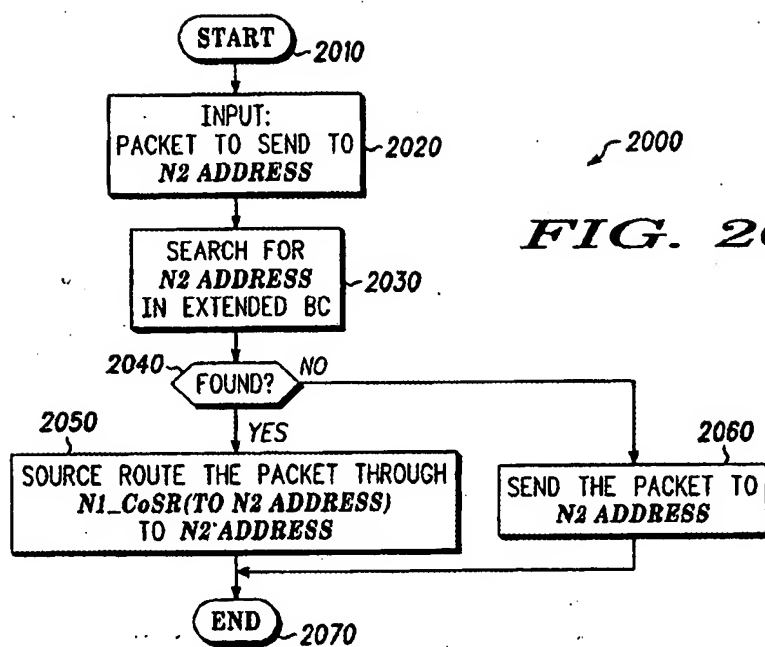 START
2010
INPUT:
PACKET TO SEND TO
N2 ADDRESS
2020
2000
FIG. 20
SEARCH FOR
N2 ADDRESS
IN EXTENDED BC
2030
2040
FOUND?
NO
YES
2050
SOURCE ROUTE THE PACKET THROUGH
N1_CoSR(TO N2 ADDRESS)
TO N2 ADDRESS
2060
SEND THE PACKET TO
N2 ADDRESS
END
2070